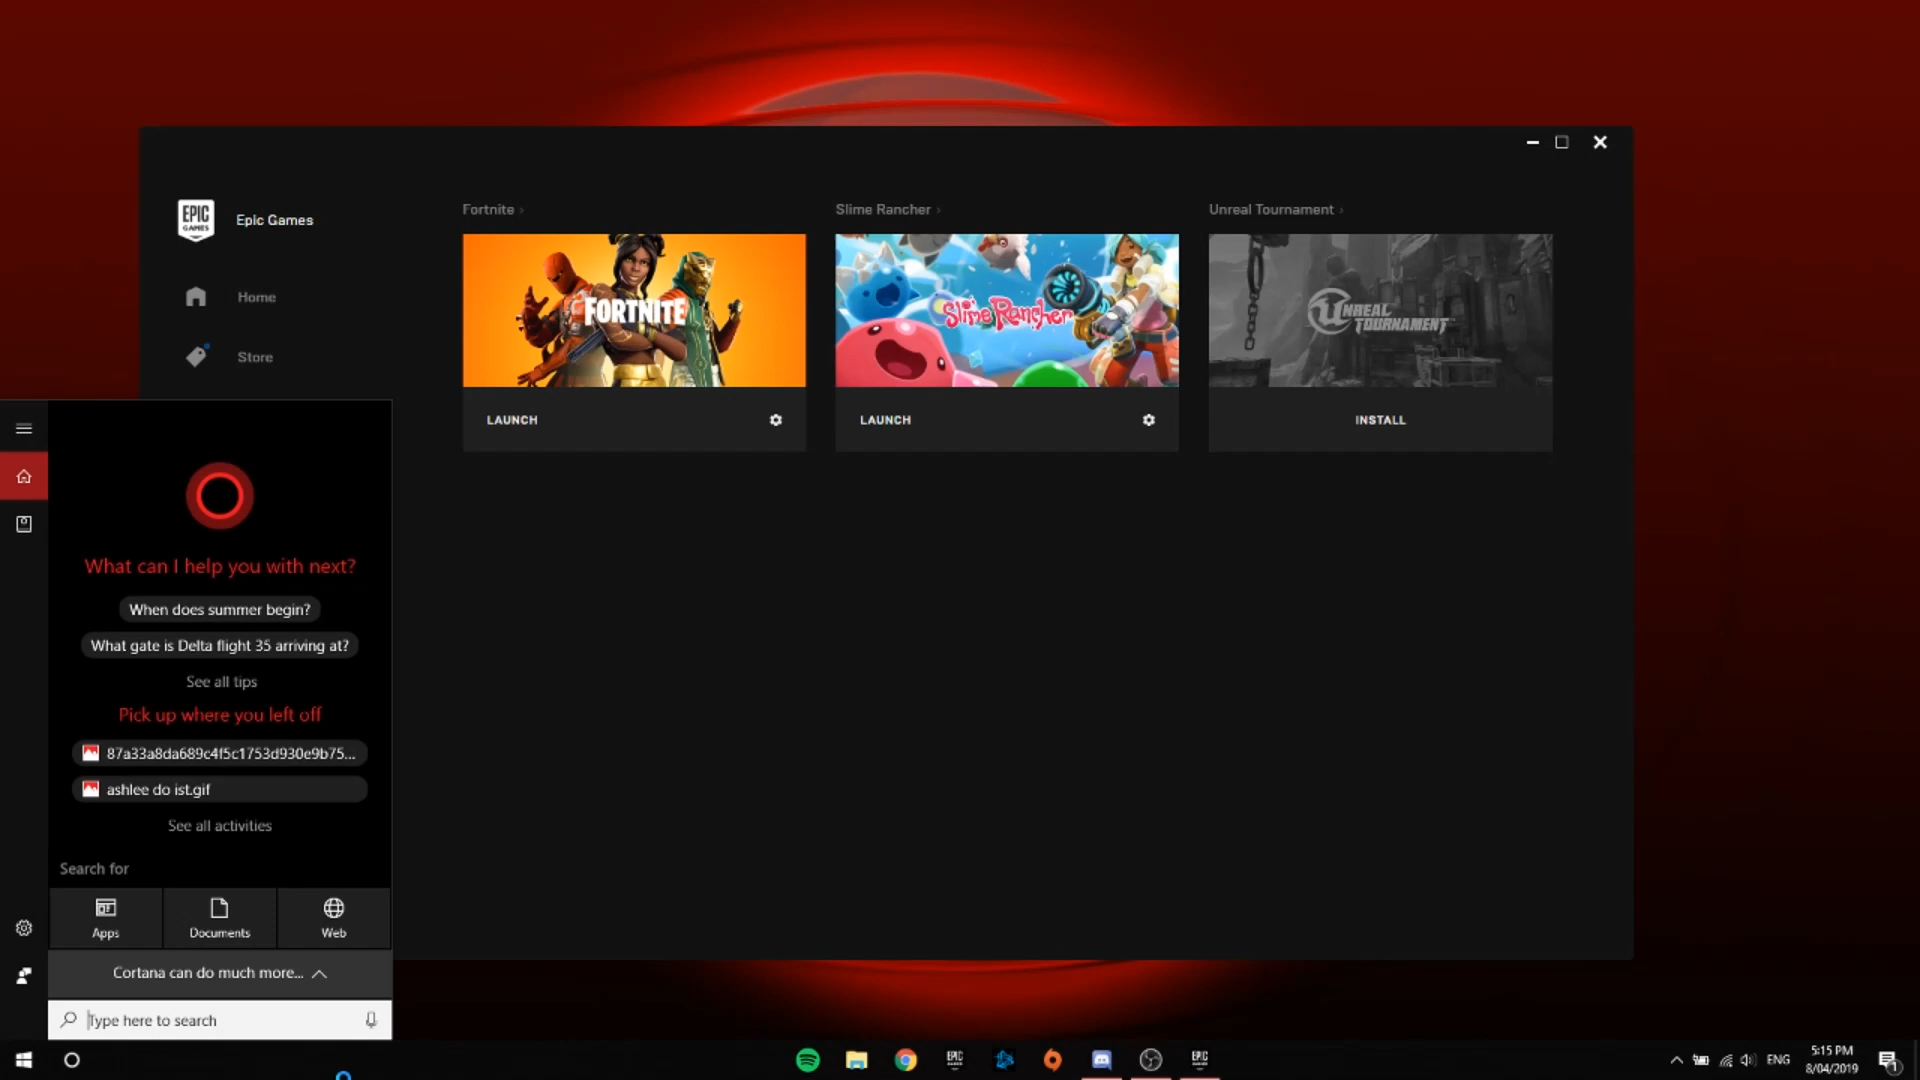 EPIC
GAMES
Epic Games
Home
Store
Fortnite
FORTNITE
LAUNCH
Slime Rancher
Slime Rancher
LAUNCH
Unreal Tournament
UNREAL
TOURNAMENT
INSTALL
What can I help you with next?
When does summer begin?
What gate is Delta flight 35 arriving at?
See all tips
Pick up where you left off
87a33a8da689c4f5c1753d930e9b75...
ashlee do ist.gif
See all activities
Search for
Apps
Documents
Web
Cortana can do much more...
Type here to search
EPIC
EPIC
ENG
5:15 PM
8/04/2019
1